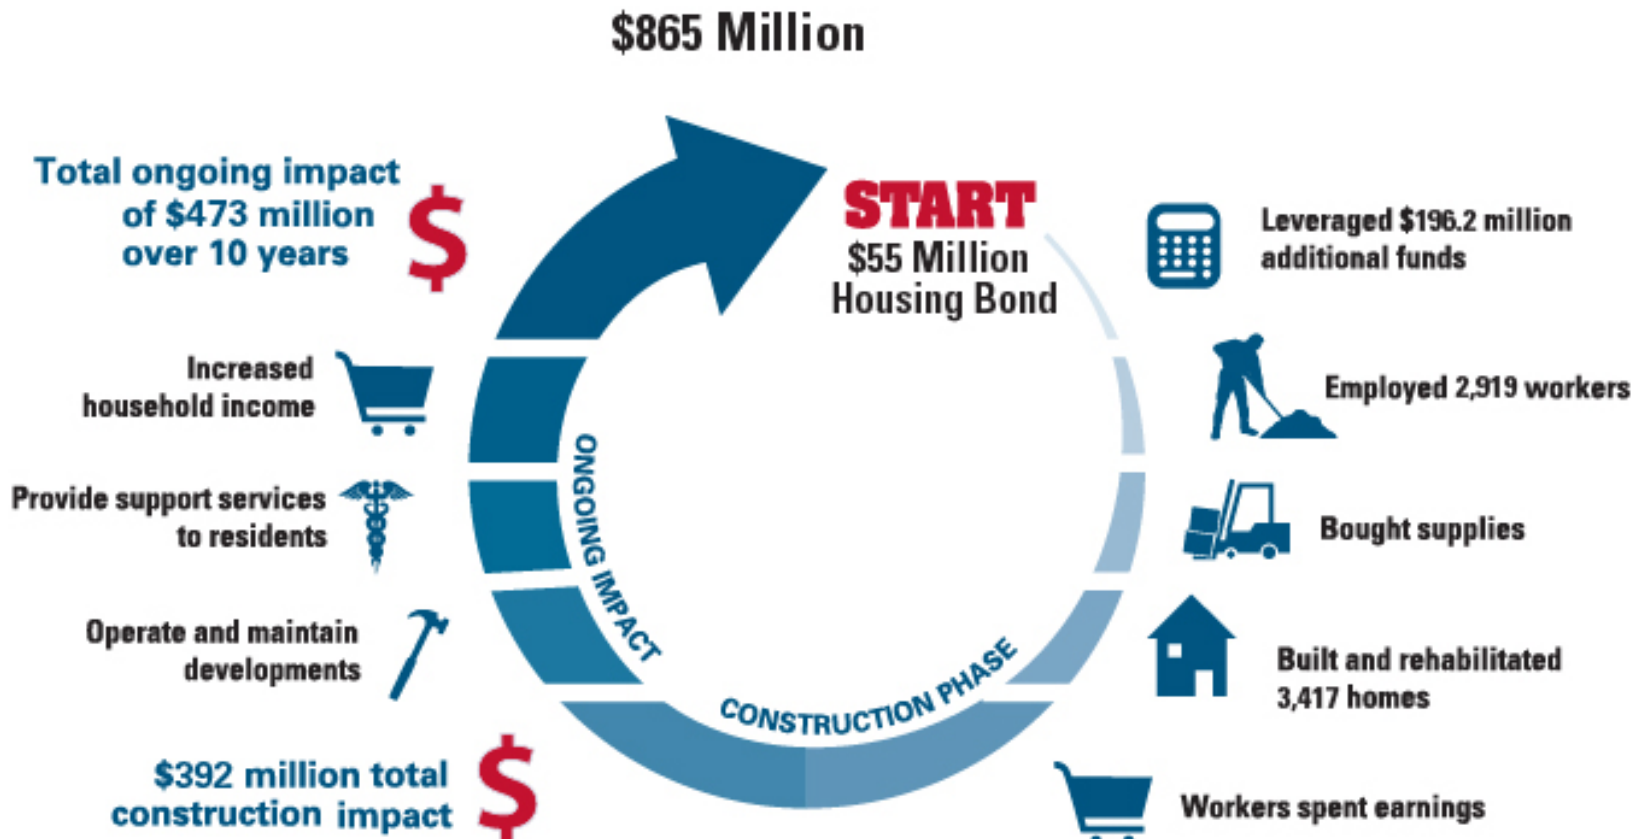 $865 Million
START
$55 Million
Housing Bond
Leveraged $196.2 million
additional funds
Employed 2,919 workers
Bought supplies
Built and rehabilitated
3,417 homes
Workers spent earnings
CONSTRUCTION PHASE
$392 million total
construction impact
$
Operate and maintain
developments
Provide support services
to residents
Increased
household income
Total ongoing impact
of $473 million
over 10 years
$
ONGOING IMPACT